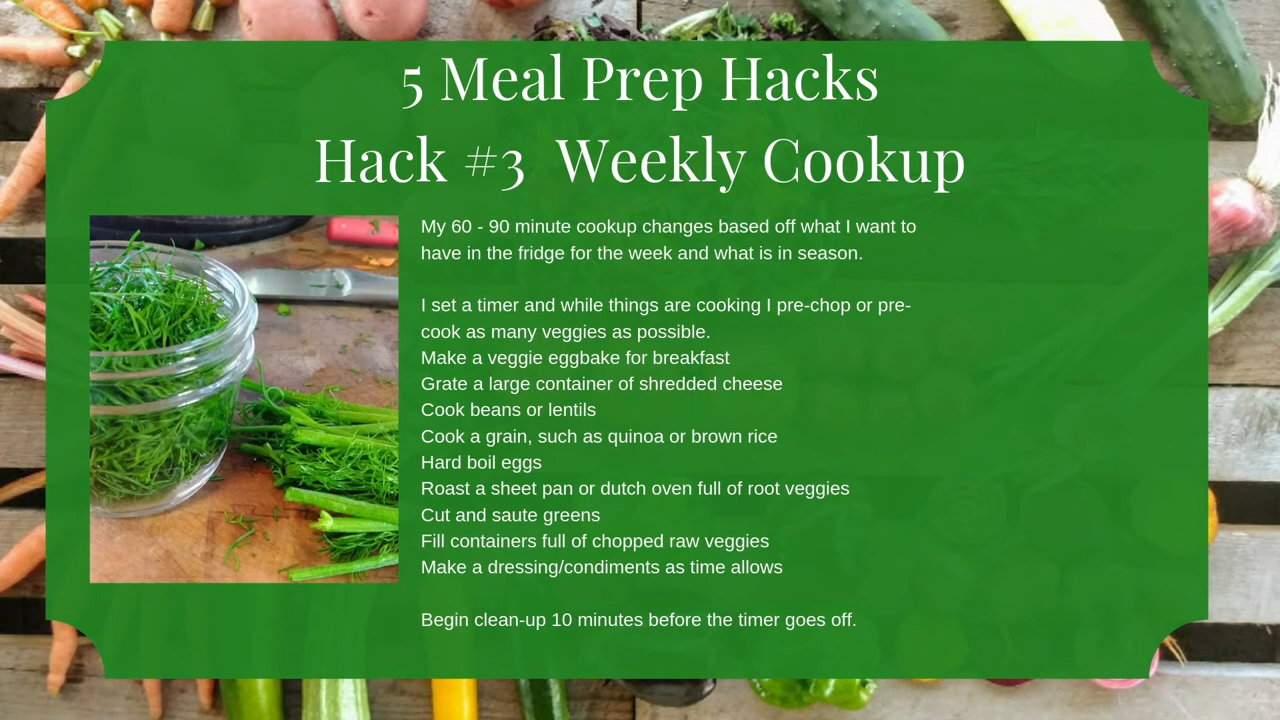 5 Meal Prep Hacks
Hack #3 Weekly Cookup
My 60 - 90 minute cookup changes based off what I want to
have in the fridge for the week and what is in season.
I set a timer and while things are cooking I pre-chop or pre-
cook as many veggies as possible.
Make a veggie eggbake for breakfast
Grate a large container of shredded cheese
Cook beans or lentils
Cook a grain, such as quinoa or brown rice
Hard boil eggs
Roast a sheet pan or dutch oven full of root veggies
Cut and saute greens
Fill containers full of chopped raw veggies
Make a dressing/condiments as time allows
Begin clean-up 10 minutes before the timer goes off.